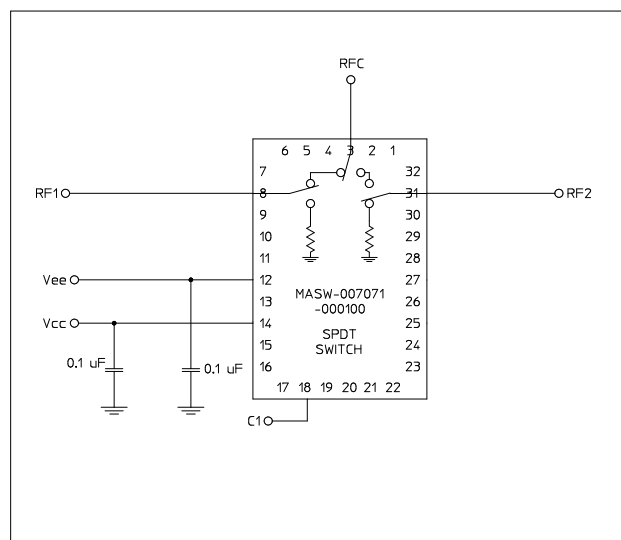 RFC
6 5 4 3 2 1
7 32
RF1 8 31 RF2
9 30
10 29
11 28
Vee 12 27
MASW-007071
13 26
-000100
Vcc 14 25
SPDT
15 24
SWITCH
0.1 uF 0.1 uF 16 23
17 18 19 20 21 22
C1